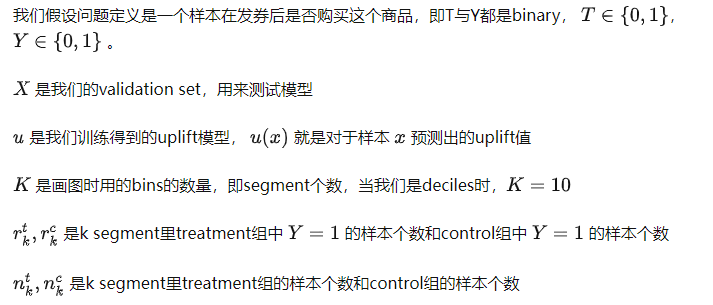 我们假设问题定义是一个样本在发券后是否购买这个商品，即T与Y都是binary， T ∈ {0, 1}，
Y ∈ {0, 1} 。
X 是我们的validation set，用来测试模型
u 是我们训练得到的uplift模型， u(x) 就是对于样本 x 预测出的uplift值
K 是画图时用的bins的数量，即segment个数，当我们是deciles时，K = 10
r_k^t, r_k^c 是k segment里treatment组中 Y = 1 的样本个数和control组中 Y = 1 的样本个数
n_k^t, n_k^c 是k segment里treatment组的样本个数和control组的样本个数